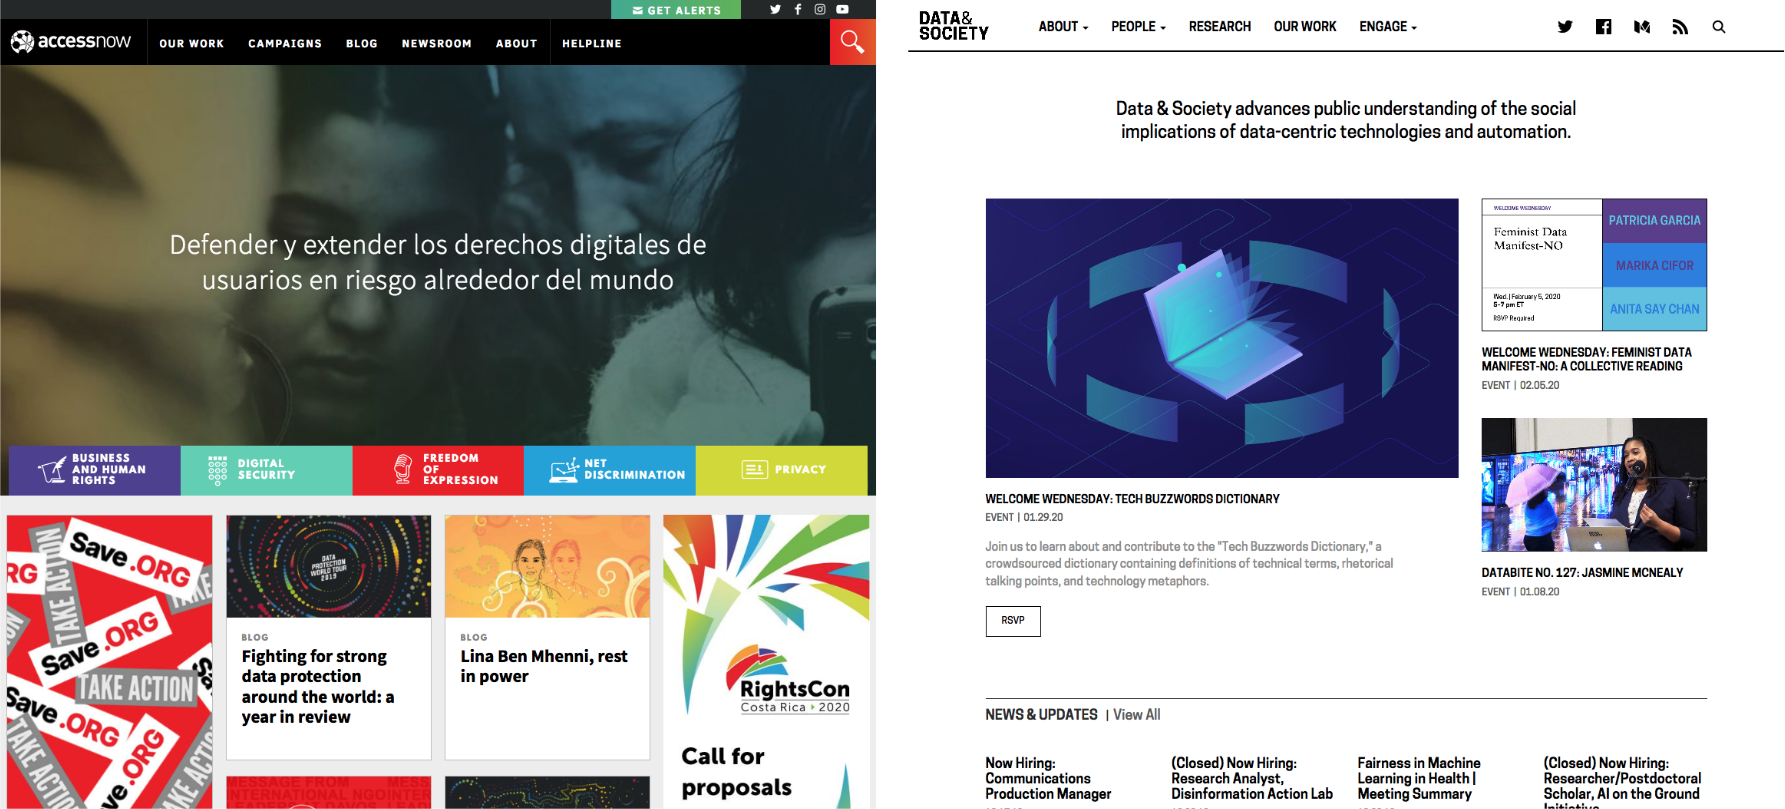 GET ALERTS
accessnow
OUR WORK
CAMPAIGNS
BLOG
NEWSROOM
ABOUT
HELPLINE
Defender y extender los derechos digitales de
usuarios en riesgo alrededor del mundo
BUSINESS
AND HUMAN
RIGHTS
DIGITAL
SECURITY
FREEDOM
OF
EXPRESSION
NET
DISCRIMINATION
PRIVACY
Save.ORG
RG
TAKE ACTION
TAKE
Save.ORG
TAKE ACTION
Save.ORG
TAKE ACTION
ve.ORG
DATA
PROTECTION
WORLD TOUR
2019
BLOG
Fighting for strong
data protection
around the world: a
year in review
BLOG
Lina Ben Mhenni, rest
in power
RightsCon
Costa Rica 2020
Call for
proposals
MESSAGE FROM
INTERNATIONAL NGO
DATA&
SOCIETY
ABOUT
PEOPLE
RESEARCH
OUR WORK
ENGAGE
Data & Society advances public understanding of the social
implications of data-centric technologies and automation.
WELCOME WEDNESDAY: TECH BUZZWORDS DICTIONARY
EVENT | 01.29.20
Join us to learn about and contribute to the "Tech Buzzwords Dictionary," a
crowdsourced dictionary containing definitions of technical terms, rhetorical
talking points, and technology metaphors.
RSVP
WELCOME WEDNESDAY
Feminist Data
Manifest-NO
Wed. | February 5, 2020
5-7 pm ET
RSVP Required
PATRICIA GARCIA
MARIKA CIFOR
ANITA SAY CHAN
WELCOME WEDNESDAY: FEMINIST DATA
MANIFEST-NO: A COLLECTIVE READING
EVENT | 02.05.20
DATABITE NO. 127: JASMINE MCNEALY
EVENT | 01.08.20
NEWS & UPDATES | View All
Now Hiring:
Communications
Production Manager
(Closed) Now Hiring:
Research Analyst,
Disinformation Action Lab
Fairness in Machine
Learning in Health |
Meeting Summary
(Closed) Now Hiring:
Researcher/Postdoctoral
Scholar, AI on the Ground
Initiative